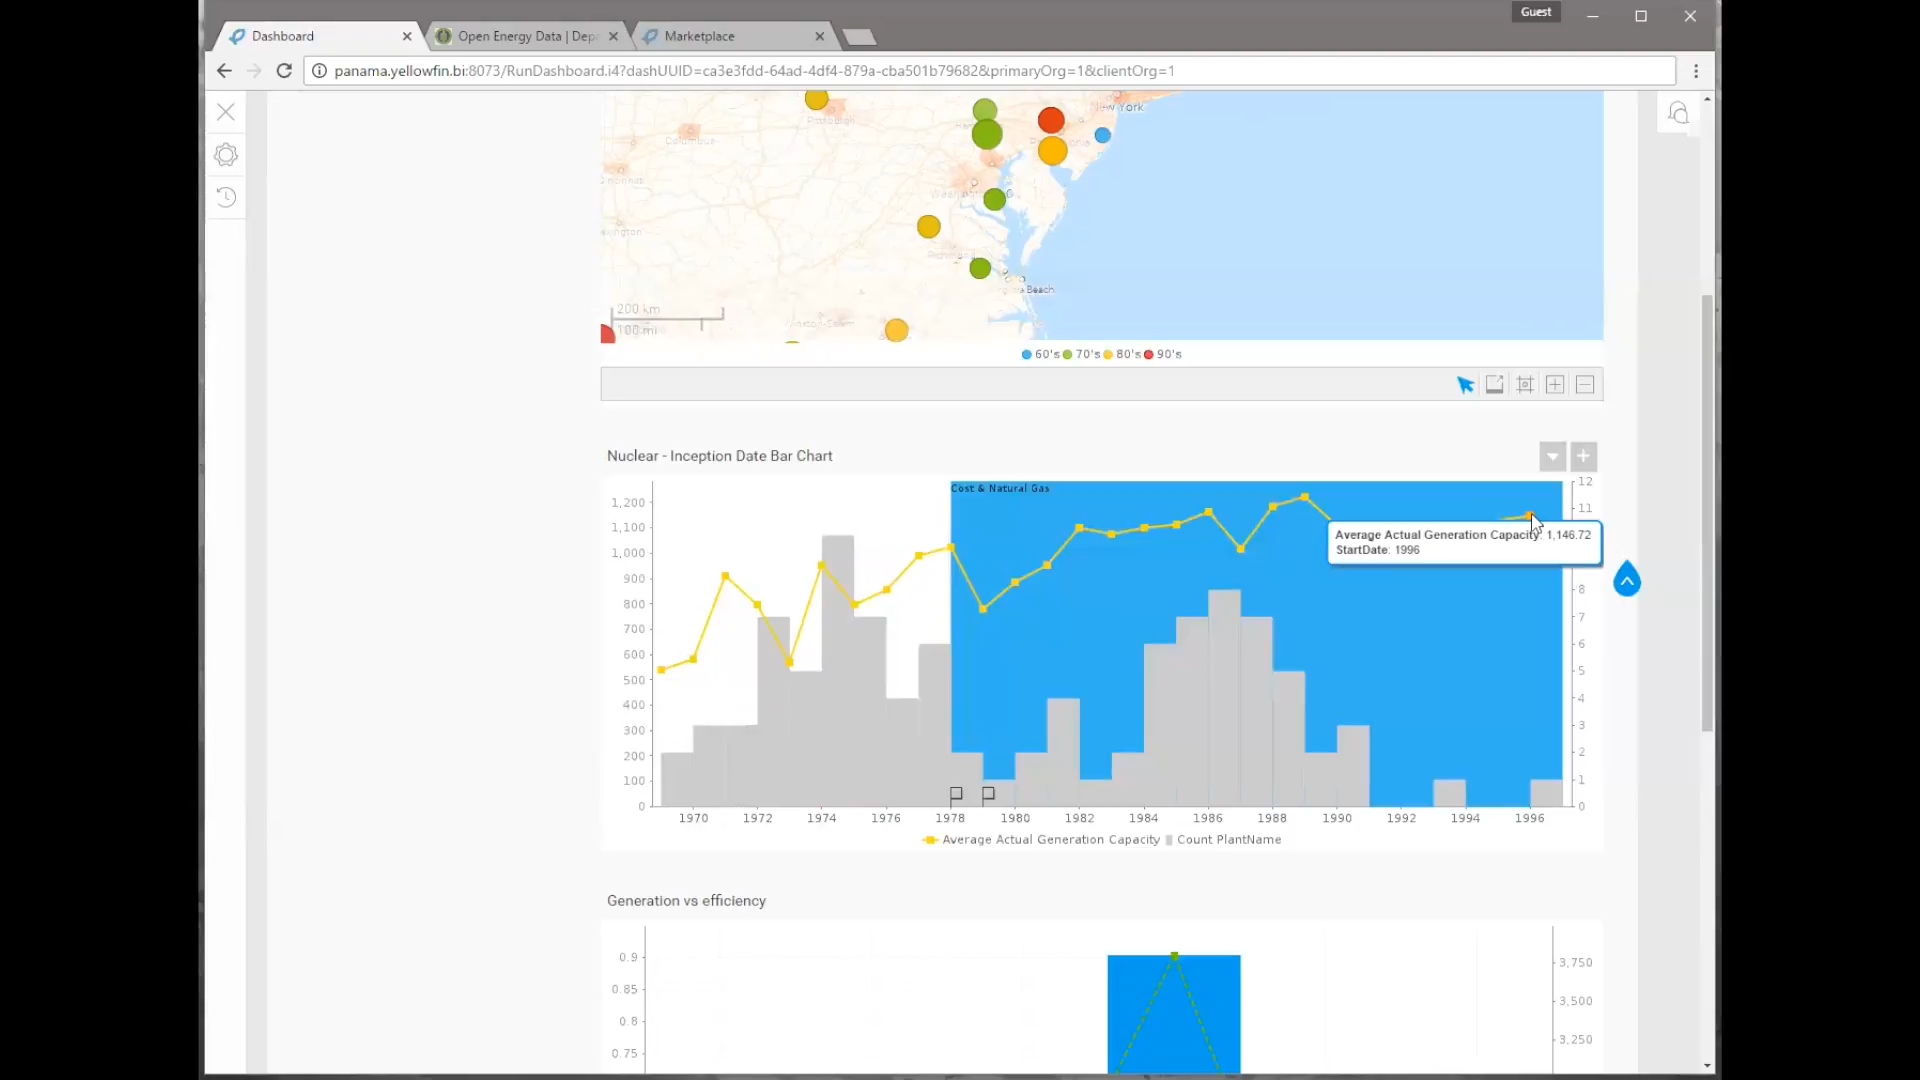 Guest
Dashboard
Open Energy Data | Depa
Marketplace
panama.yellowfin.bi:8073/RunDashboard.i4?dashUUID=ca3e3fdd-64ad-4df4-879a-cba501b79682&primaryOrg=1&clientOrg=1
New York
Pittsburgh
Columbus
Cincinnati
Beach
200 km
100 mi
60's 70's 80's 90's
Nuclear - Inception Date Bar Chart
Cost & Natural Gas
1,200
1,100
1,000
900
800
700
600
500
400
300
200
100
0
12
11
8
7
6
5
4
3
2
1
0
Average Actual Generation Capacity: 1,146.72
StartDate: 1996
1970 1972 1974 1976 1978 1980 1982 1984 1986 1988 1990 1992 1994 1996
Average Actual Generation Capacity Count PlantName
Generation vs efficiency
0.9
0.85
0.8
0.75
3,750
3,500
3,250